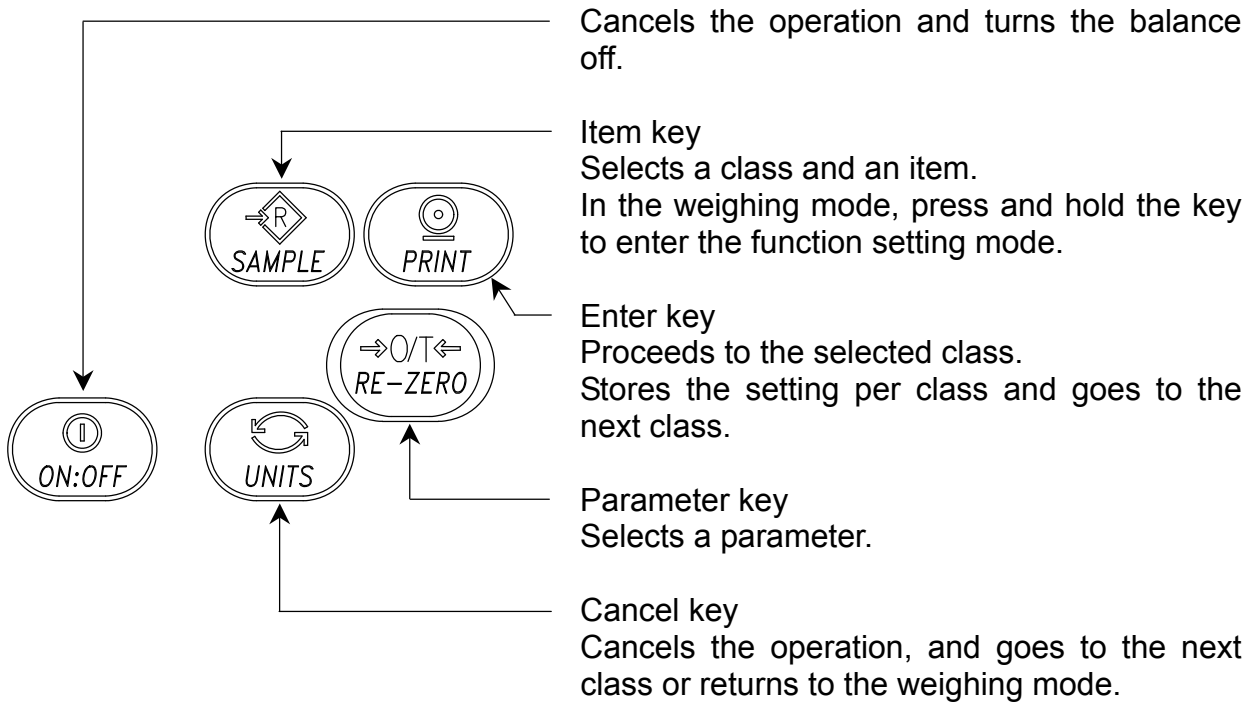 Cancels the operation and turns the balance
off.
Item key
Selects a class and an item.
In the weighing mode, press and hold the key
to enter the function setting mode.
R
SAMPLE
PRINT
Enter key
Proceeds to the selected class.
Stores the setting per class and goes to the
next class.
→0/T←
RE-ZERO
ON:OFF
UNITS
Parameter key
Selects a parameter.
Cancel key
Cancels the operation, and goes to the next
class or returns to the weighing mode.